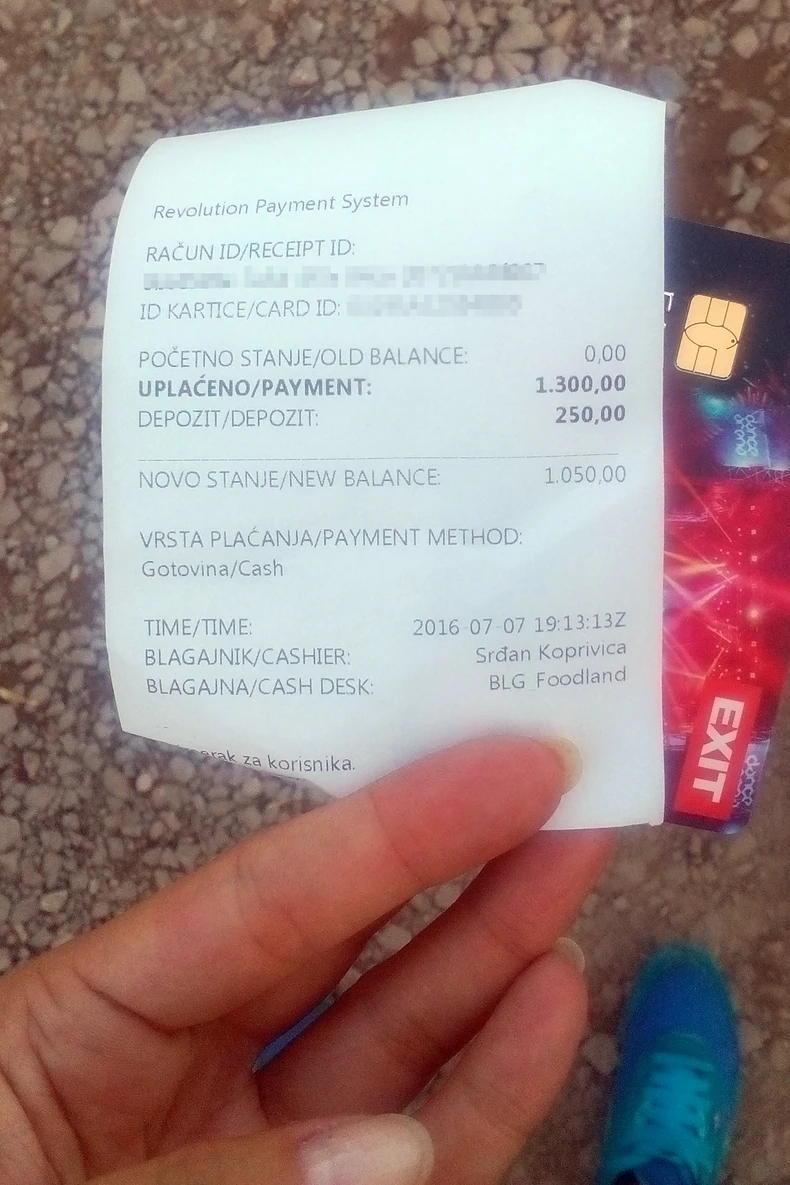 Revolution Payment System
RAČUN ID/RECEIPT ID:
ID KARTICE/CARD ID:
POČETNO STANJE/OLD BALANCE: 0,00
UPLAĆENO/PAYMENT: 1.300,00
DEPOZIT/DEPOZIT: 250,00
NOVO STANJE/NEW BALANCE: 1.050,00
VRSTA PLAĆANJA/PAYMENT METHOD:
Gotovina/Cash
TIME/TIME: 2016-07-07 19:13:13Z
BLAGAJNIK/CASHIER: Srđan Koprivica
BLAGAJNA/CASH DESK: BLG_Foodland
za korisnika.
EXIT